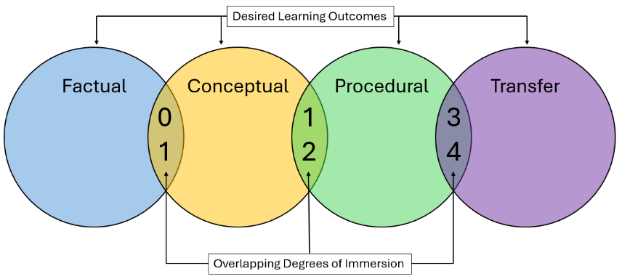 Desired Learning Outcomes
Factual
Conceptual
Procedural
Transfer
0
1
1
2
3
4
Overlapping Degrees of Immersion